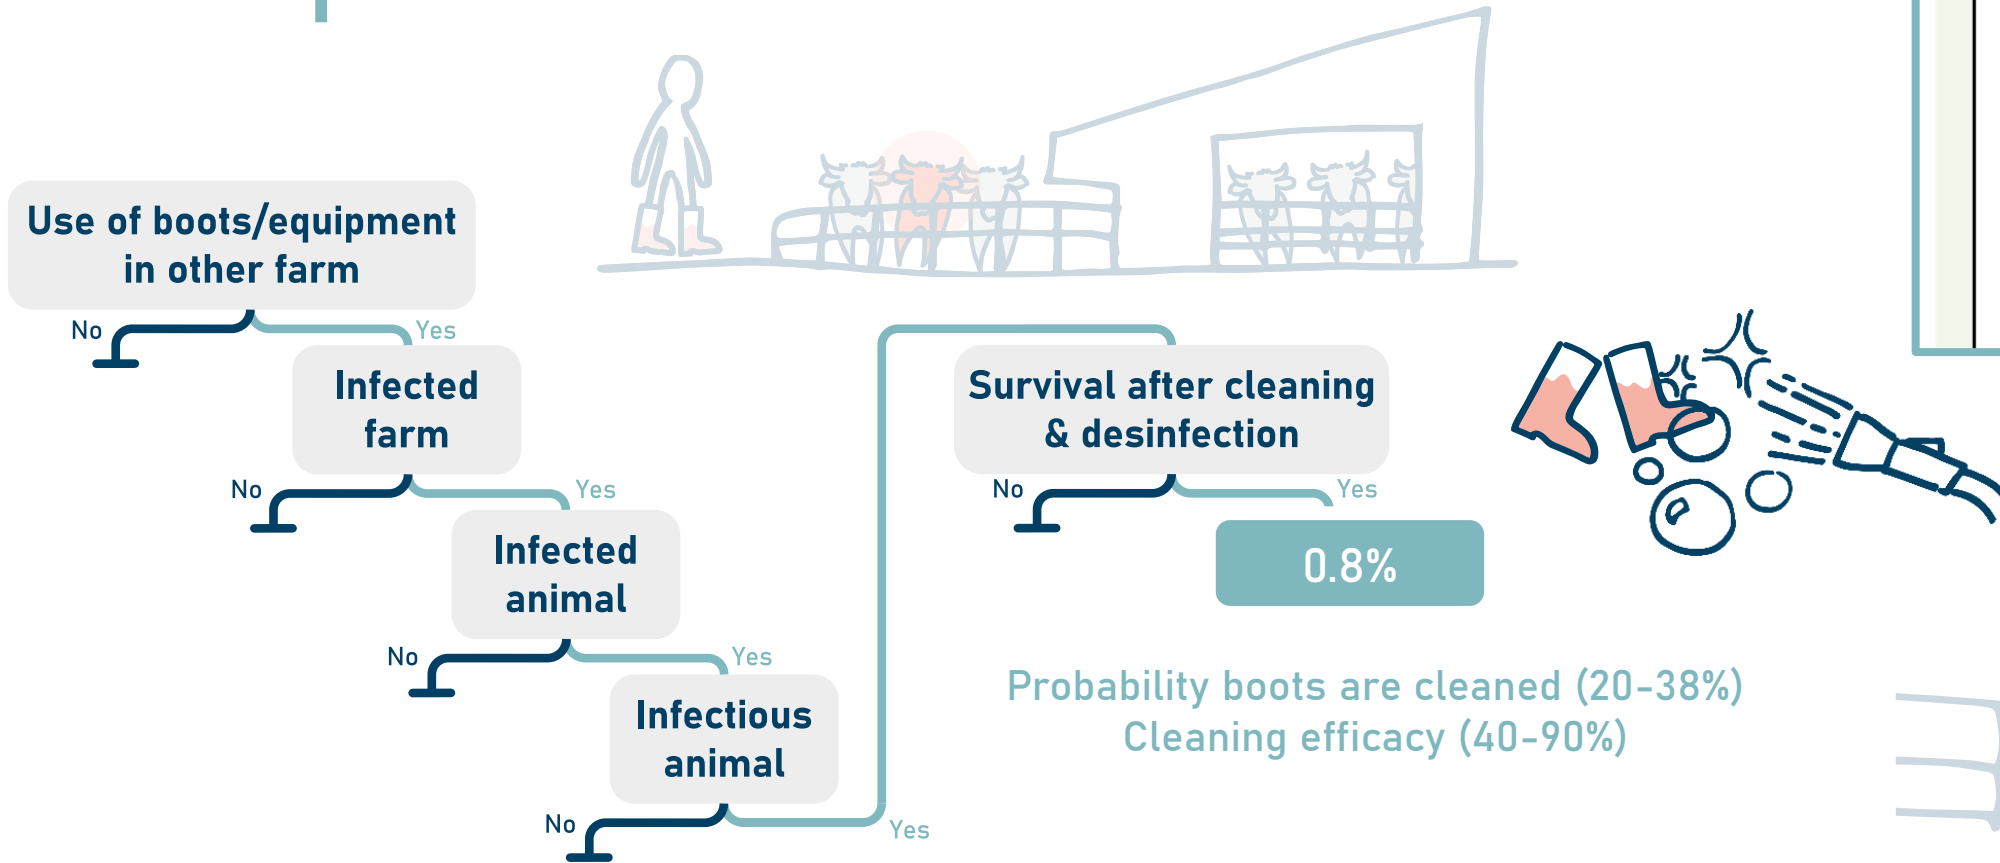 Use of boots/equipment
in other farm
No
Yes
Infected
farm
No
Yes
Infected
animal
No
Yes
Infectious
animal
No
Yes
Survival after cleaning
& desinfection
No
Yes
0.8%
Probability boots are cleaned (20-38%)
Cleaning efficacy (40-90%)